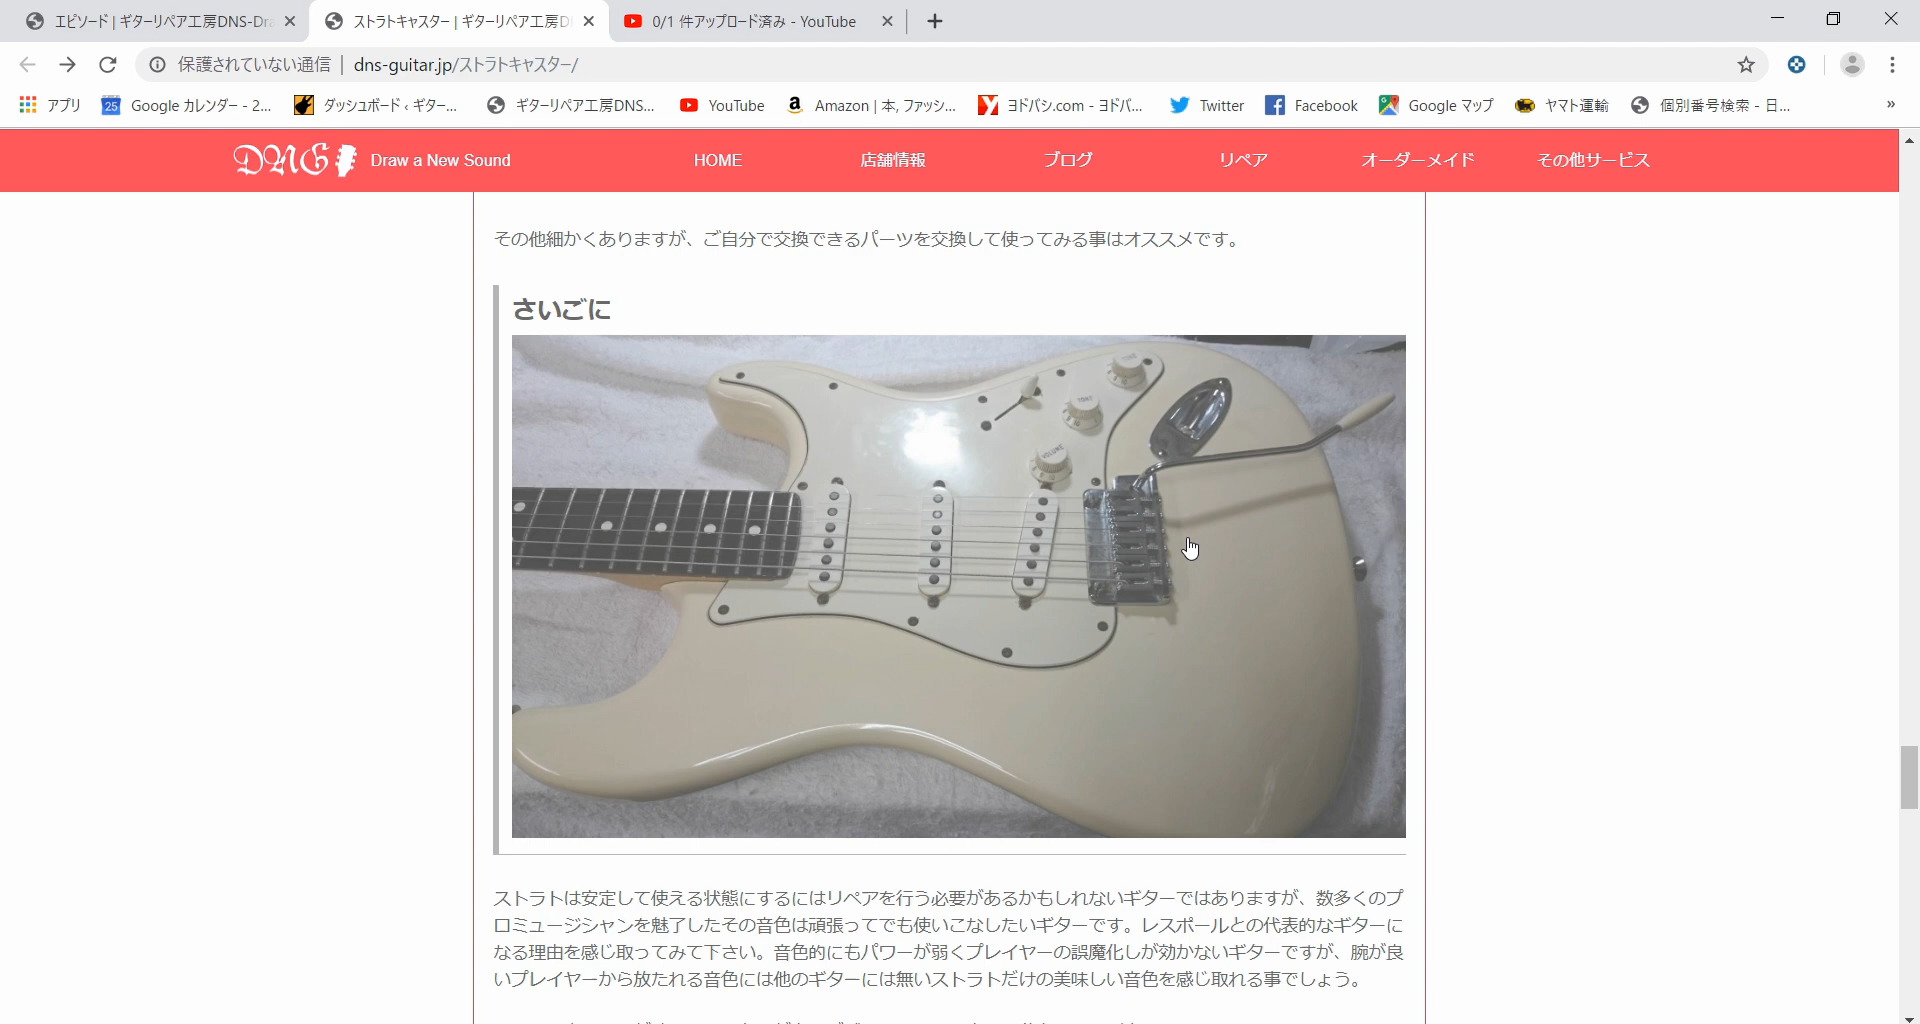 エピソード | ギターリペア工房DNS-Dra
ストラトキャスター | ギターリペア工房D
0/1 件アップロード済み - YouTube
保護されていない通信 | dns-guitar.jp/ストラトキャスター/
アプリ
25 Google カレンダー - 2...
ダッシュボード ‹ ギター...
ギターリペア工房DNS...
YouTube
Amazon | 本, ファッシ...
ヨドバシ.com - ヨドバ...
Twitter
Facebook
Google マップ
ヤマト運輸
個別番号検索 - 日...
»
DNS Draw a New Sound
HOME
店舗情報
ブログ
リペア
オーダーメイド
その他サービス
その他細かくありますが、ご自分で交換できるパーツを交換して使ってみる事はオススメです。
さいごに
TONE
VOLUME
ストラトは安定して使える状態にするにはリペアを行う必要があるかもしれないギターではありますが、数多くのプ
ロミュージシャンを魅了したその音色は頑張ってでも使いこなしたいギターです。レスポールとの代表的なギターに
なる理由を感じ取ってみて下さい。音色的にもパワーが弱くプレイヤーの誤魔化しが効かないギターですが、腕が良
いプレイヤーから放たれる音色には他のギターには無いストラトだけの美味しい音色を感じ取れる事でしょう。